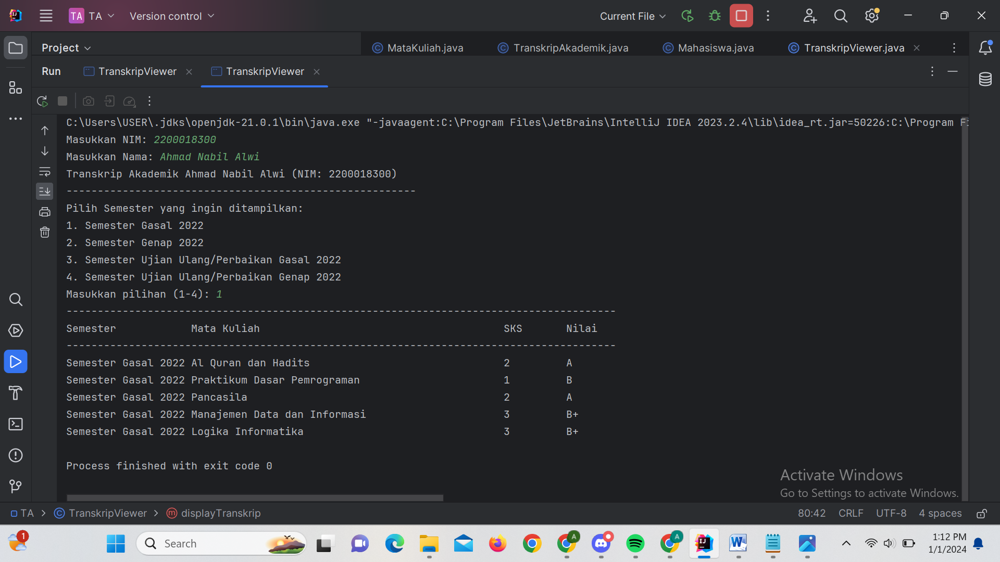 TA TA Version control Current File
Project MataKuliah.java TranskripAkademik.java Mahasiswa.java TranskripViewer.java
Run TranskripViewer TranskripViewer
C:\Users\USER\.jdks\openjdk-21.0.1\bin\java.exe "-javaagent:C:\Program Files\JetBrains\IntelliJ IDEA 2023.2.4\lib\idea_rt.jar=50226:C:\Program
Masukkan NIM: 2200018300
Masukkan Nama: Ahmad Nabil Alwi
Transkrip Akademik Ahmad Nabil Alwi (NIM: 2200018300)
--------------------------------------------------------
Pilih Semester yang ingin ditampilkan:
1. Semester Gasal 2022
2. Semester Genap 2022
3. Semester Ujian Ulang/Perbaikan Gasal 2022
4. Semester Ujian Ulang/Perbaikan Genap 2022
Masukkan pilihan (1-4): 1
----------------------------------------------------------------------------------------
Semester Mata Kuliah SKS Nilai
----------------------------------------------------------------------------------------
Semester Gasal 2022 Al Quran dan Hadits 2 A
Semester Gasal 2022 Praktikum Dasar Pemrograman 1 B
Semester Gasal 2022 Pancasila 2 A
Semester Gasal 2022 Manajemen Data dan Informasi 3 B+
Semester Gasal 2022 Logika Informatika 3 B+
Process finished with exit code 0
Activate Windows
Go to Settings to activate Windows.
TA > TranskripViewer > displayTranskrip 80:42 CRLF UTF-8 4 spaces
1 Search A A 1:12 PM
1/1/2024